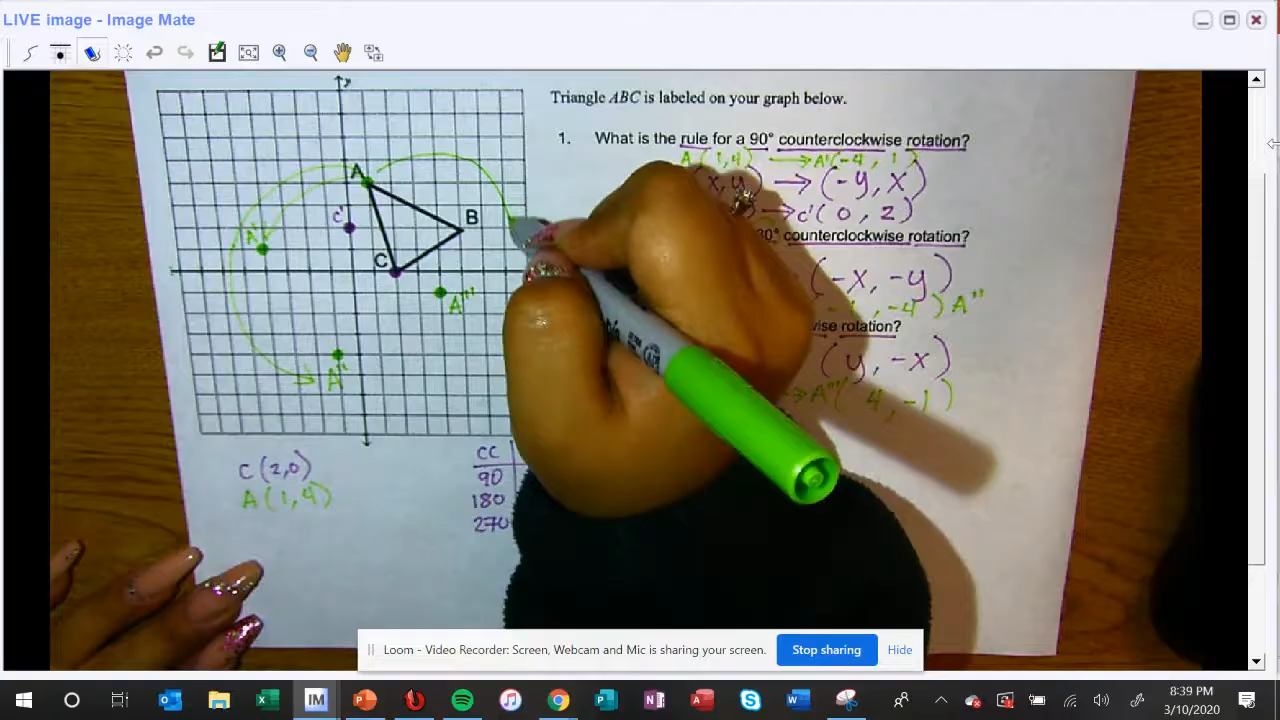 LIVE image - Image Mate
y
Triangle ABC is labeled on your graph below.
1. What is the rule for a 90° counterclockwise rotation?
A(1,4) → A'(-4, 1)
(x,y) → (-y, x)
→ c'(0, 2)
counterclockwise rotation?
(-x, -y)
, -4) A"
rotation?
(y, -x)
→ A'''(4, -1)
A
B
C
c'
A'
A''
A'''
C(2,0)
A(1,4)
CC
90
180
270
Loom - Video Recorder: Screen, Webcam and Mic is sharing your screen.
Stop sharing
Hide
IM
8:39 PM
3/10/2020